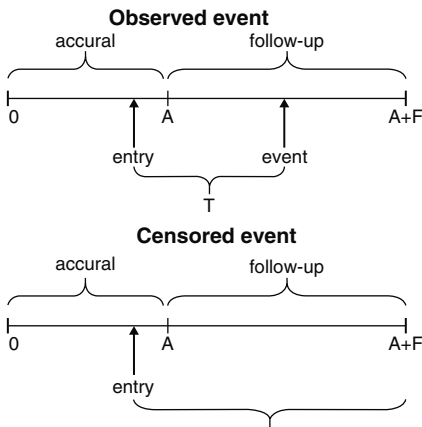 Observed event
accural follow-up
0 A A+F
entry event
T
Censored event
accural follow-up
0 A A+F
entry